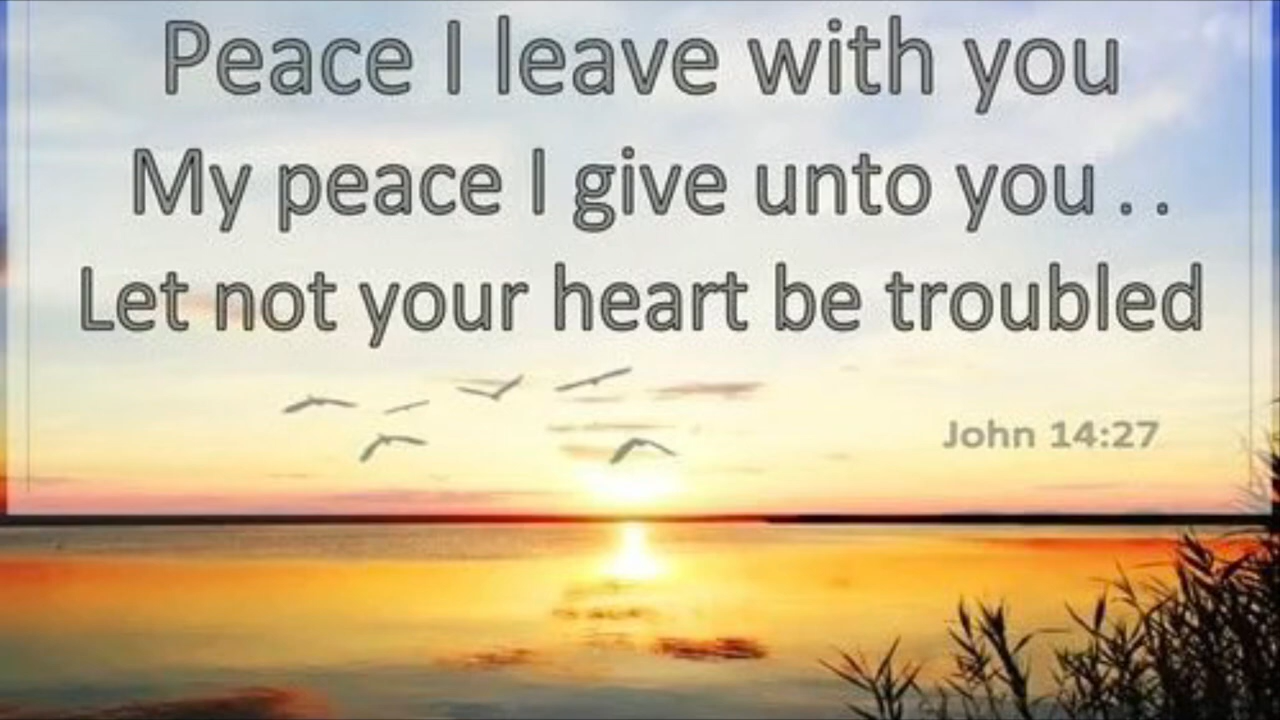 Peace I leave with you
My peace I give unto you . .
Let not your heart be troubled
John 14:27